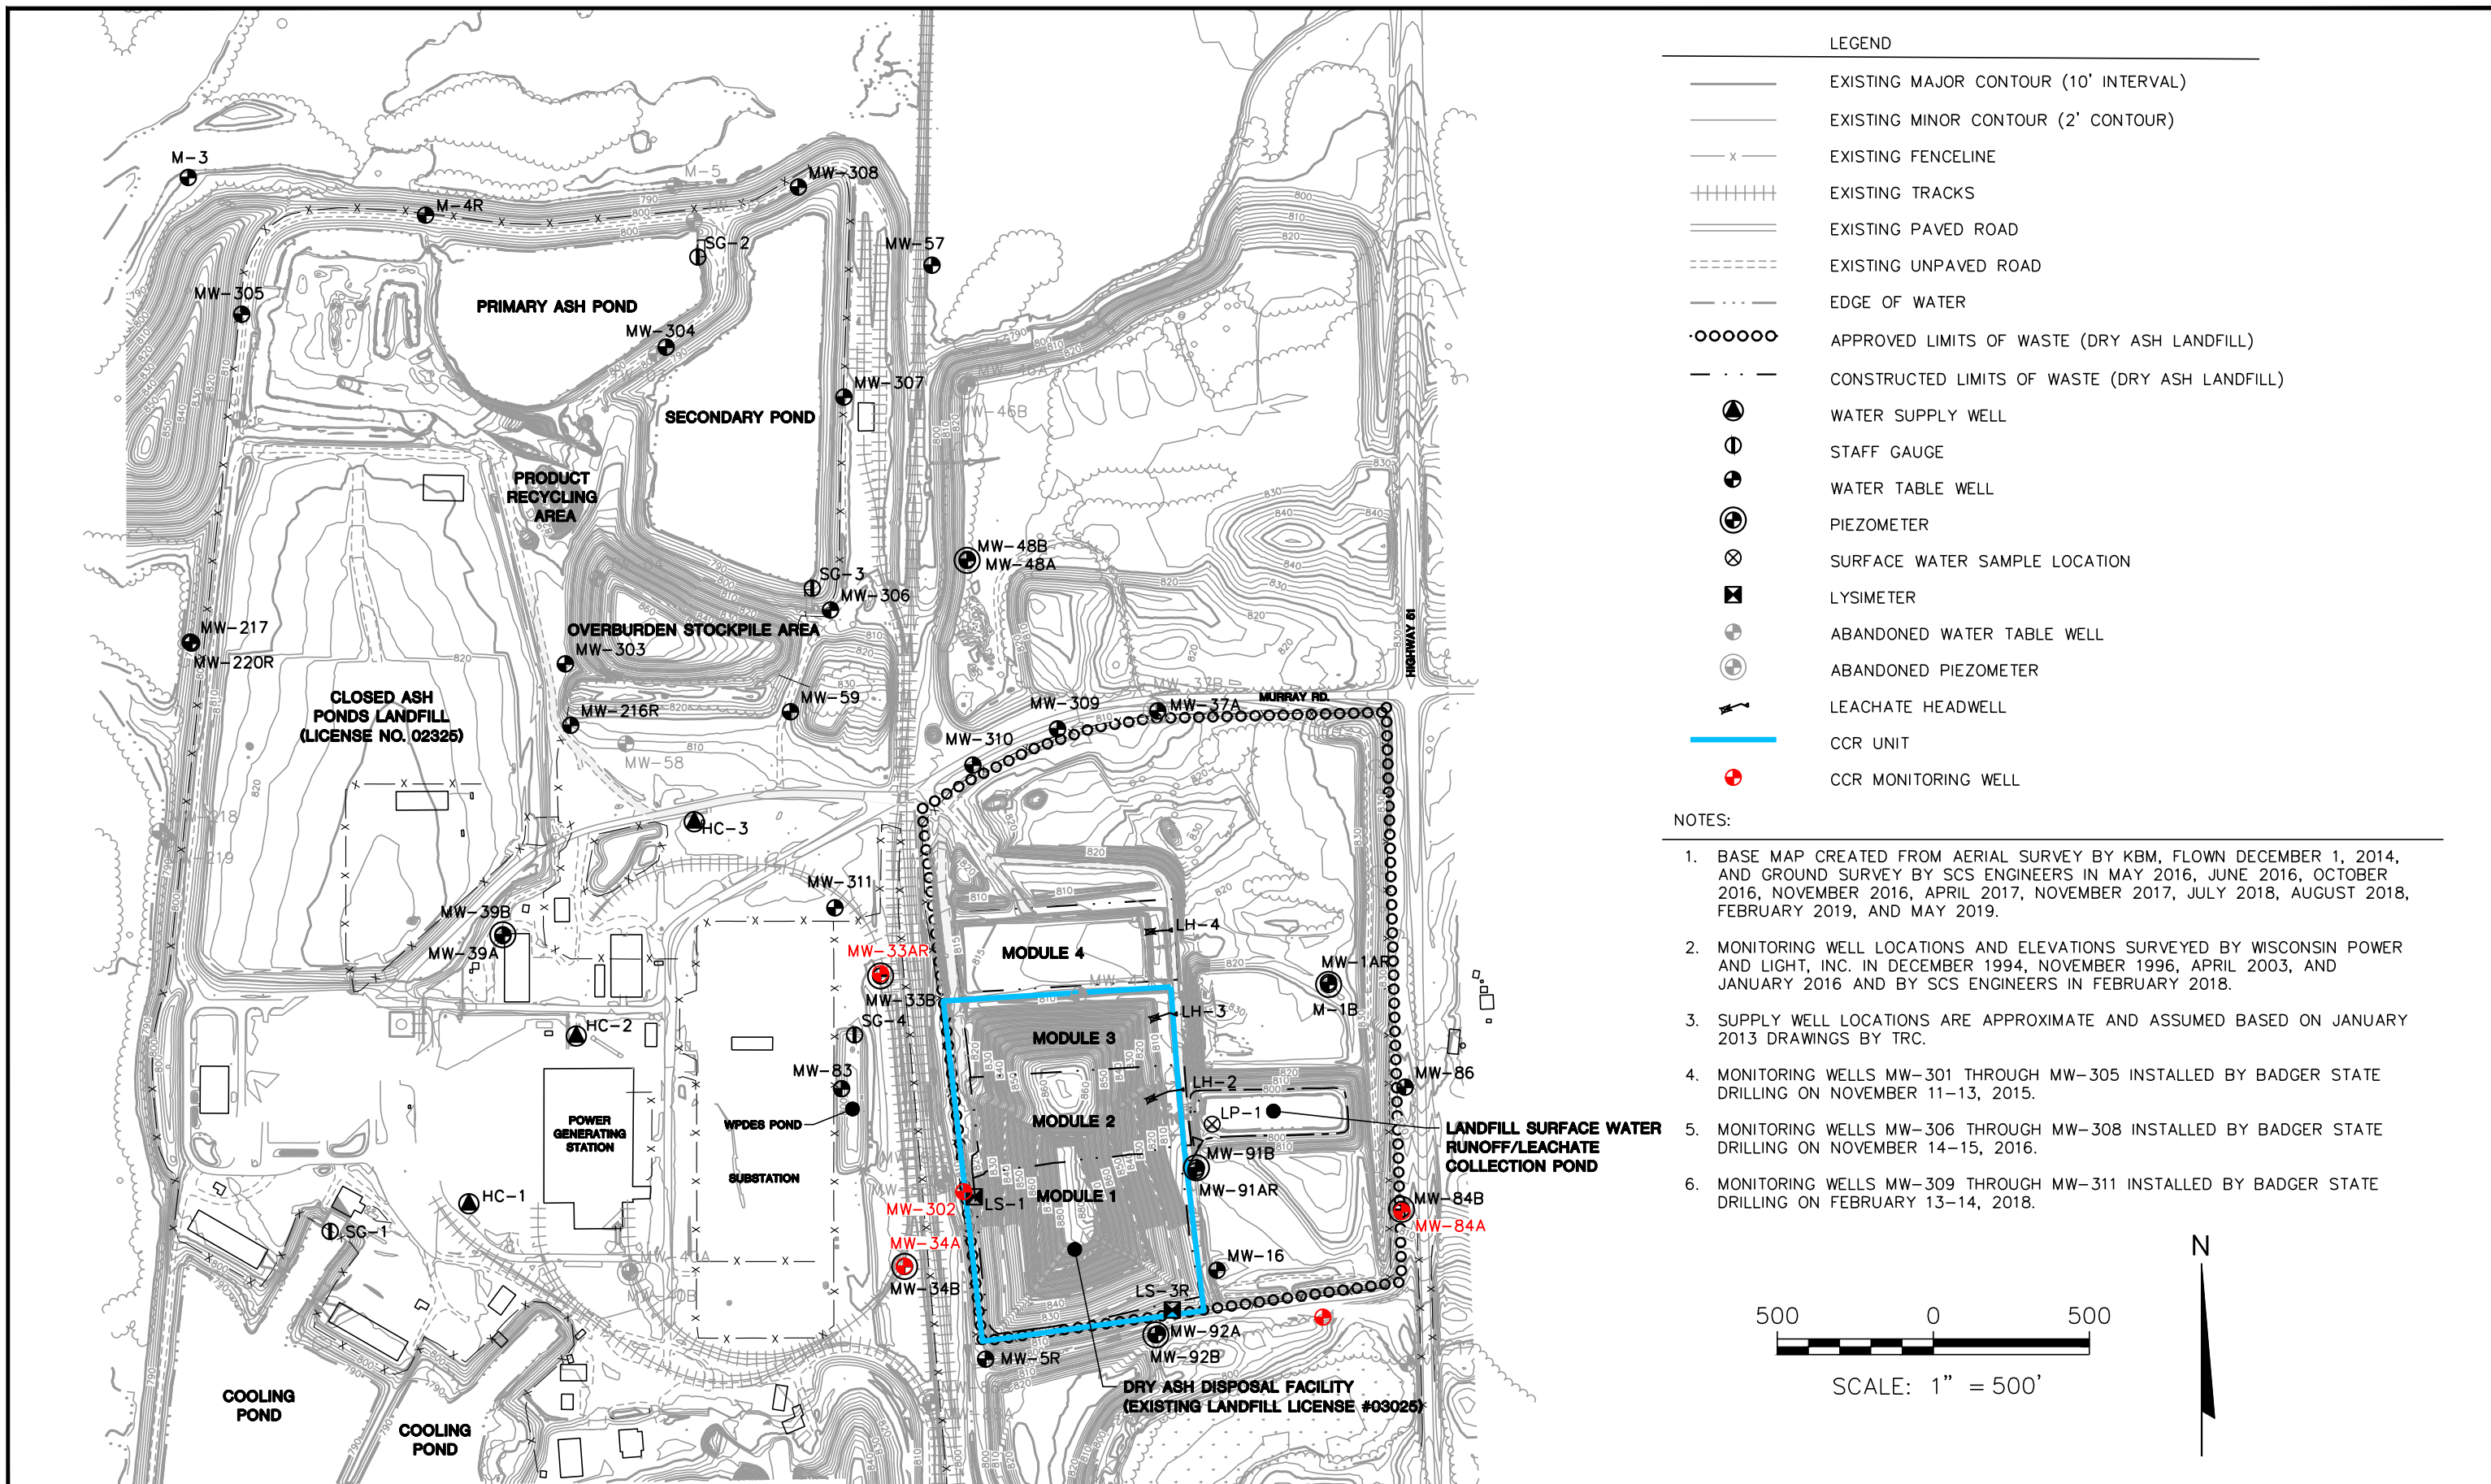 M-3
M-4R
M-5
MW-308
SG-2
MW-57
MW-305
PRIMARY ASH POND
MW-304
MW-307
SECONDARY POND
MW-46B
PRODUCT
RECYCLING
AREA
MW-48B
MW-48A
SG-3
MW-306
OVERBURDEN STOCKPILE AREA
MW-303
MW-217
MW-220R
CLOSED ASH
PONDS LANDFILL
(LICENSE NO. 02325)
MW-59
MW-216R
MW-58
MW-309
MW-37B
MW-37A
MURRAY RD.
HIGHWAY 51
MW-310
HC-3
MW-311
MW-39B
MW-39A
MW-33AR
MW-33B
SG-4
MODULE 4
LH-4
MW-1AR
M-1B
MODULE 3
LH-3
HC-2
MW-83
WPDES POND
POWER
GENERATING
STATION
SUBSTATION
MODULE 2
LH-2
LP-1
MW-86
LANDFILL SURFACE WATER
RUNOFF/LEACHATE
COLLECTION POND
MW-91B
MW-91AR
MODULE 1
LS-1
MW-302
MW-84B
MW-84A
HC-1
SG-1
MW-34A
MW-34B
MW-40B
MW-16
LS-3R
MW-92A
MW-92B
MW-5R
DRY ASH DISPOSAL FACILITY
(EXISTING LANDFILL LICENSE #03025)
COOLING
POND
COOLING
POND
LEGEND
EXISTING MAJOR CONTOUR (10' INTERVAL)
EXISTING MINOR CONTOUR (2' CONTOUR)
EXISTING FENCELINE
EXISTING TRACKS
EXISTING PAVED ROAD
EXISTING UNPAVED ROAD
EDGE OF WATER
APPROVED LIMITS OF WASTE (DRY ASH LANDFILL)
CONSTRUCTED LIMITS OF WASTE (DRY ASH LANDFILL)
WATER SUPPLY WELL
STAFF GAUGE
WATER TABLE WELL
PIEZOMETER
SURFACE WATER SAMPLE LOCATION
LYSIMETER
ABANDONED WATER TABLE WELL
ABANDONED PIEZOMETER
LEACHATE HEADWELL
CCR UNIT
CCR MONITORING WELL
NOTES:
1. BASE MAP CREATED FROM AERIAL SURVEY BY KBM, FLOWN DECEMBER 1, 2014,
AND GROUND SURVEY BY SCS ENGINEERS IN MAY 2016, JUNE 2016, OCTOBER
2016, NOVEMBER 2016, APRIL 2017, NOVEMBER 2017, JULY 2018, AUGUST 2018,
FEBRUARY 2019, AND MAY 2019.
2. MONITORING WELL LOCATIONS AND ELEVATIONS SURVEYED BY WISCONSIN POWER
AND LIGHT, INC. IN DECEMBER 1994, NOVEMBER 1996, APRIL 2003, AND
JANUARY 2016 AND BY SCS ENGINEERS IN FEBRUARY 2018.
3. SUPPLY WELL LOCATIONS ARE APPROXIMATE AND ASSUMED BASED ON JANUARY
2013 DRAWINGS BY TRC.
4. MONITORING WELLS MW-301 THROUGH MW-305 INSTALLED BY BADGER STATE
DRILLING ON NOVEMBER 11-13, 2015.
5. MONITORING WELLS MW-306 THROUGH MW-308 INSTALLED BY BADGER STATE
DRILLING ON NOVEMBER 14-15, 2016.
6. MONITORING WELLS MW-309 THROUGH MW-311 INSTALLED BY BADGER STATE
DRILLING ON FEBRUARY 13-14, 2018.
N
500 0 500
SCALE: 1" = 500'